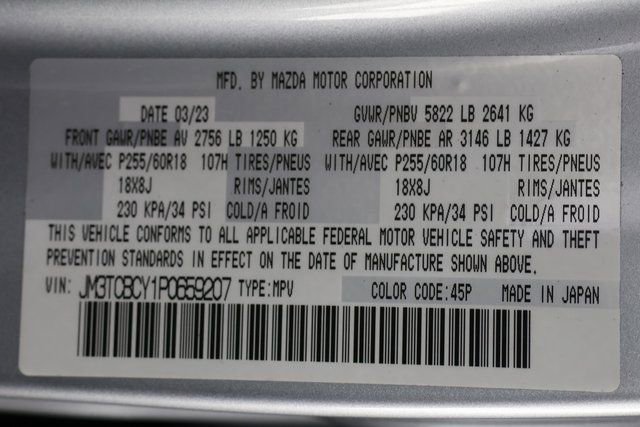 MFD. BY MAZDA MOTOR CORPORATION
DATE 03/23 GVWR/PNBV 5822 LB 2641 KG
FRONT GAWR/PNBE AV 2756 LB 1250 KG REAR GAWR/PNBE AR 3146 LB 1427 KG
WITH/AVEC P255/60R18 107H TIRES/PNEUS WITH/AVEC P255/60R18 107H TIRES/PNEUS
18X8J RIMS/JANTES 18X8J RIMS/JANTES
230 KPA/34 PSI COLD/A FROID 230 KPA/34 PSI COLD/A FROID
THIS VEHICLE CONFORMS TO ALL APPLICABLE FEDERAL MOTOR VEHICLE SAFETY AND THEFT
PREVENTION STANDARDS IN EFFECT ON THE DATE OF MANUFACTURE SHOWN ABOVE.
VIN: JM3TCBCY1P0659207 TYPE:MPV COLOR CODE:45P MADE IN JAPAN